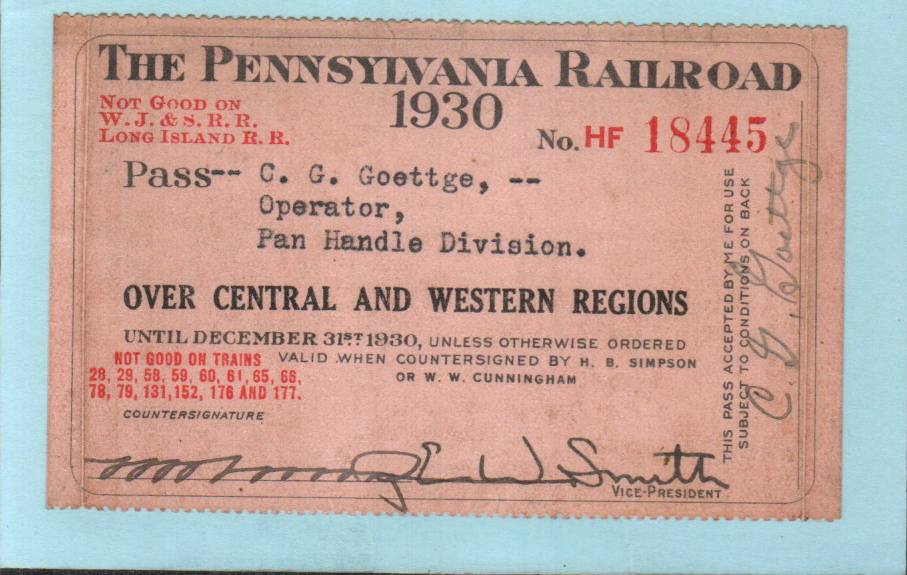 THE PENNSYLVANIA RAILROAD
1930
NOT GOOD ON
W. J. & S. R. R.
LONG ISLAND R. R.
No. HF 18445
Pass-- C. G. Goettge, --
Operator,
Pan Handle Division.
OVER CENTRAL AND WESTERN REGIONS
UNTIL DECEMBER 31ST 1930, UNLESS OTHERWISE ORDERED
VALID WHEN COUNTERSIGNED BY H. B. SIMPSON
OR W. W. CUNNINGHAM
NOT GOOD ON TRAINS
28, 29, 58, 59, 60, 61, 65, 66,
78, 79, 131, 152, 176 AND 177.
COUNTERSIGNATURE
E W Smith
VICE-PRESIDENT
THIS PASS ACCEPTED BY ME FOR USE
SUBJECT TO CONDITIONS ON BACK
C. G. Goettge